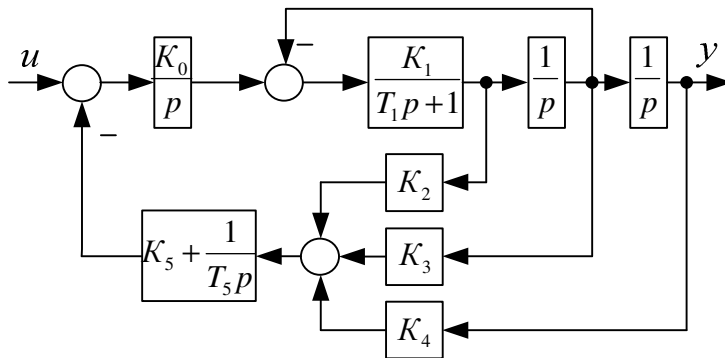 u
−
K₀
p
−
K₁
T₁p+1
1
p
1
p
y
K₂
K₅ + 1
T₅p
K₃
K₄